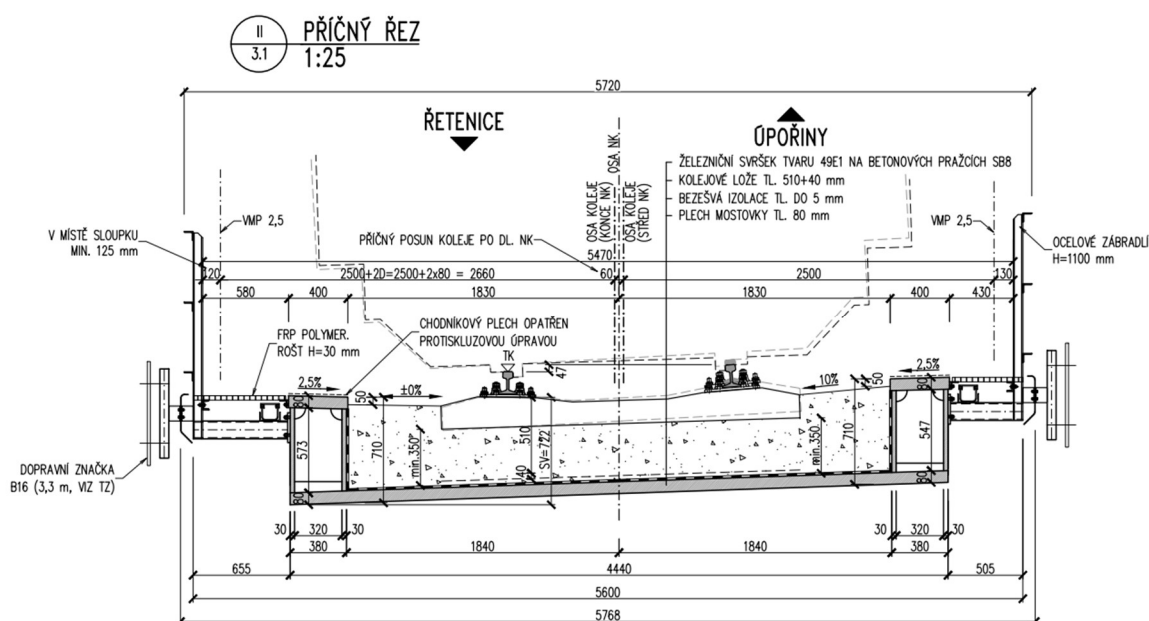 II
3.1
PŘÍČNÝ ŘEZ
1:25
5720
ŘETENICE
ÚPOŘINY
OSA KOLEJE
(KONCE NK)
OSA NK
OSA KOLEJE
(STŘED NK)
ŽELEZNIČNÍ SVRŠEK TVARU 49E1 NA BETONOVÝCH PRAŽCÍCH SB8
KOLEJOVÉ LOŽE TL. 510+40 mm
BEZEŠVÁ IZOLACE TL. DO 5 mm
PLECH MOSTOVKY TL. 80 mm
VMP 2,5
VMP 2,5
V MÍSTĚ SLOUPKU
MIN. 125 mm
PŘÍČNÝ POSUN KOLEJE PO DL. NK
OCELOVÉ ZÁBRADLÍ
H=1100 mm
5470
120
2500+2D=2500+2x80 = 2660
60
2500
130
580
400
1830
1830
400
430
FRP POLYMER.
ROŠT H=30 mm
CHODNÍKOVÝ PLECH OPATŘEN
PROTISKLUZOVOU ÚPRAVOU
TK
47
2,5%
50
±0%
10%
50
2,5%
80
80
573
710
min.350
510
40
SV=722
min.350
710
547
80
80
DOPRAVNÍ ZNAČKA
B16 (3,3 m, VIZ TZ)
30
320
30
30
320
30
380
1840
1840
380
655
4440
505
5600
5768